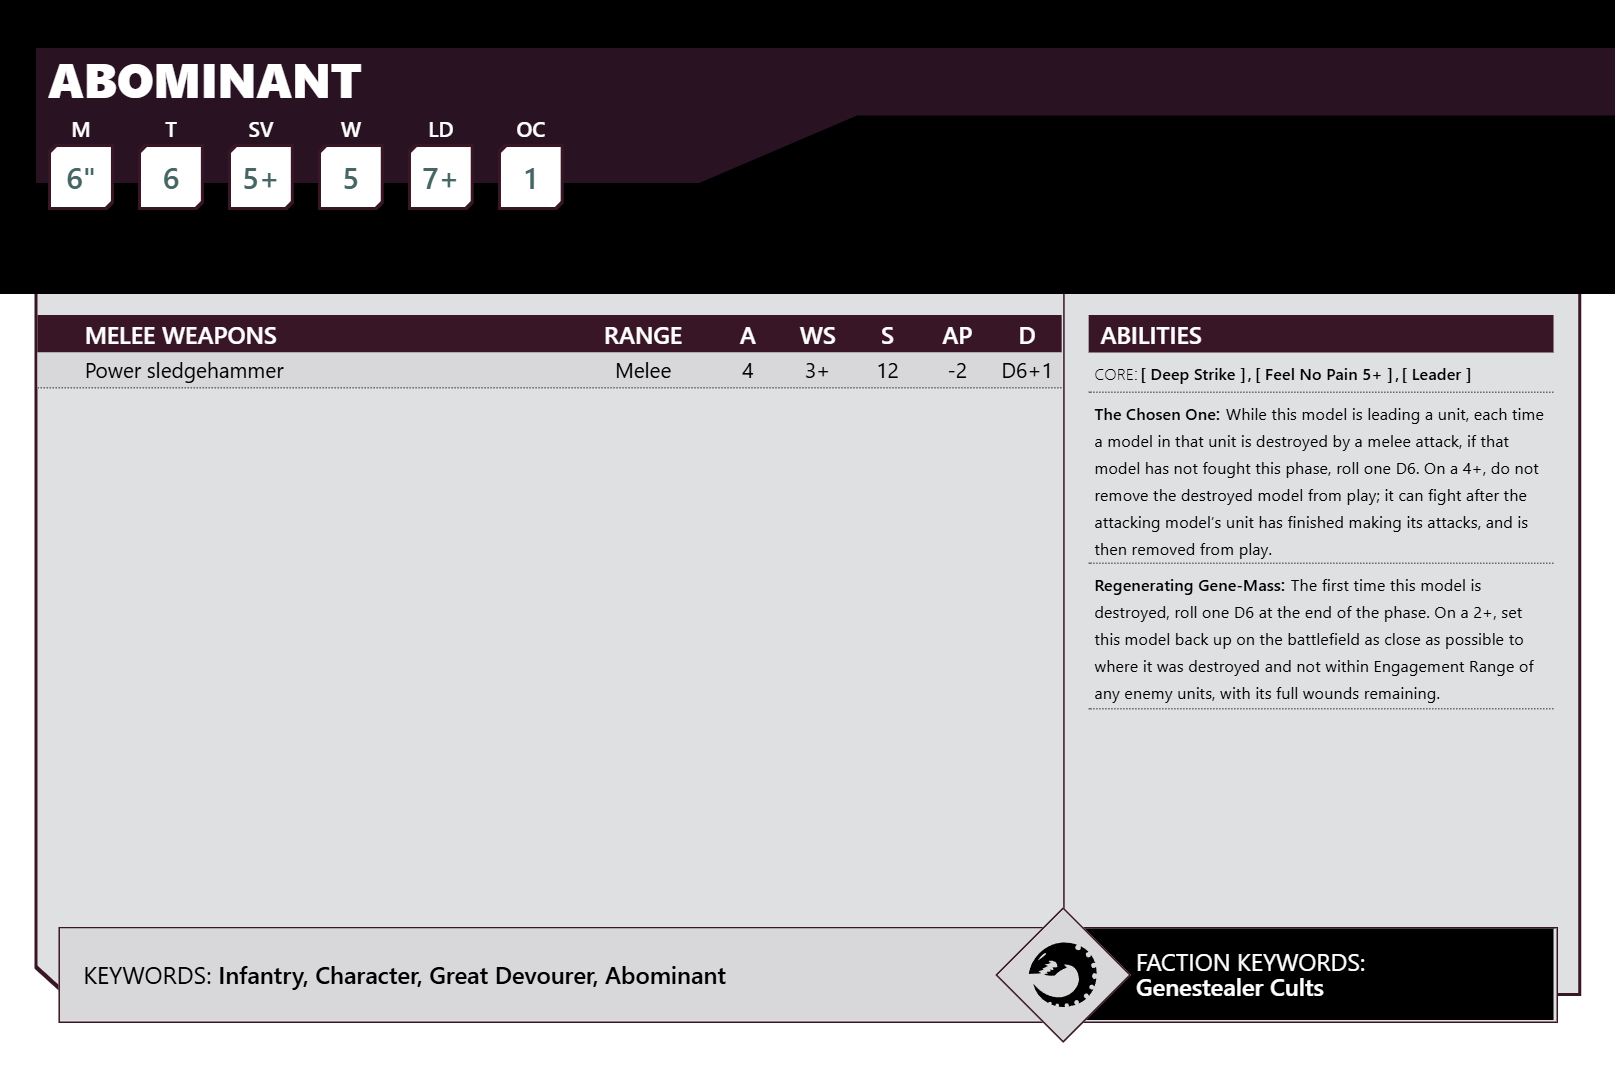 ABOMINANT
M T SV W LD OC
6" 6 5+ 5 7+ 1
MELEE WEAPONS RANGE A WS S AP D
Power sledgehammer Melee 4 3+ 12 -2 D6+1
ABILITIES
CORE: [ Deep Strike ], [ Feel No Pain 5+ ], [ Leader ]
The Chosen One: While this model is leading a unit, each time
a model in that unit is destroyed by a melee attack, if that
model has not fought this phase, roll one D6. On a 4+, do not
remove the destroyed model from play; it can fight after the
attacking model's unit has finished making its attacks, and is
then removed from play.
Regenerating Gene-Mass: The first time this model is
destroyed, roll one D6 at the end of the phase. On a 2+, set
this model back up on the battlefield as close as possible to
where it was destroyed and not within Engagement Range of
any enemy units, with its full wounds remaining.
KEYWORDS: Infantry, Character, Great Devourer, Abominant
FACTION KEYWORDS:
Genestealer Cults